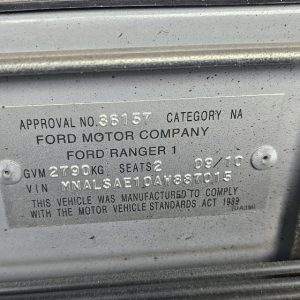 APPROVAL NO. 36157 CATEGORY NA
FORD MOTOR COMPANY
FORD RANGER 1
GVM 2790KG SEATS 2 09/10
VIN MNALSAE10AW887015
THIS VEHICLE WAS MANUFACTURED TO COMPLY
WITH THE MOTOR VEHICLE STANDARDS ACT 1989